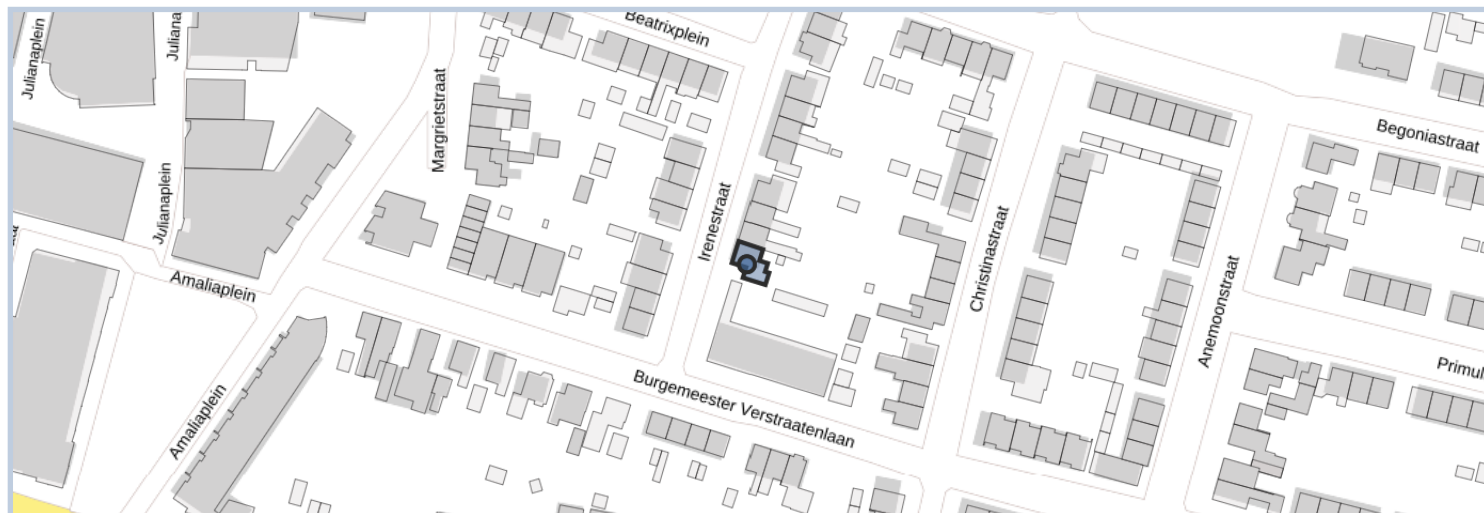 Julianaplein
Juliana
Beatrixplein
Margrietstraat
Begoniastraat
Julianaplein
Irenestraat
Christinastraat
Anemoonstraat
Amaliaplein
Primul
Burgemeester Verstraatenlaan
Amaliaplein